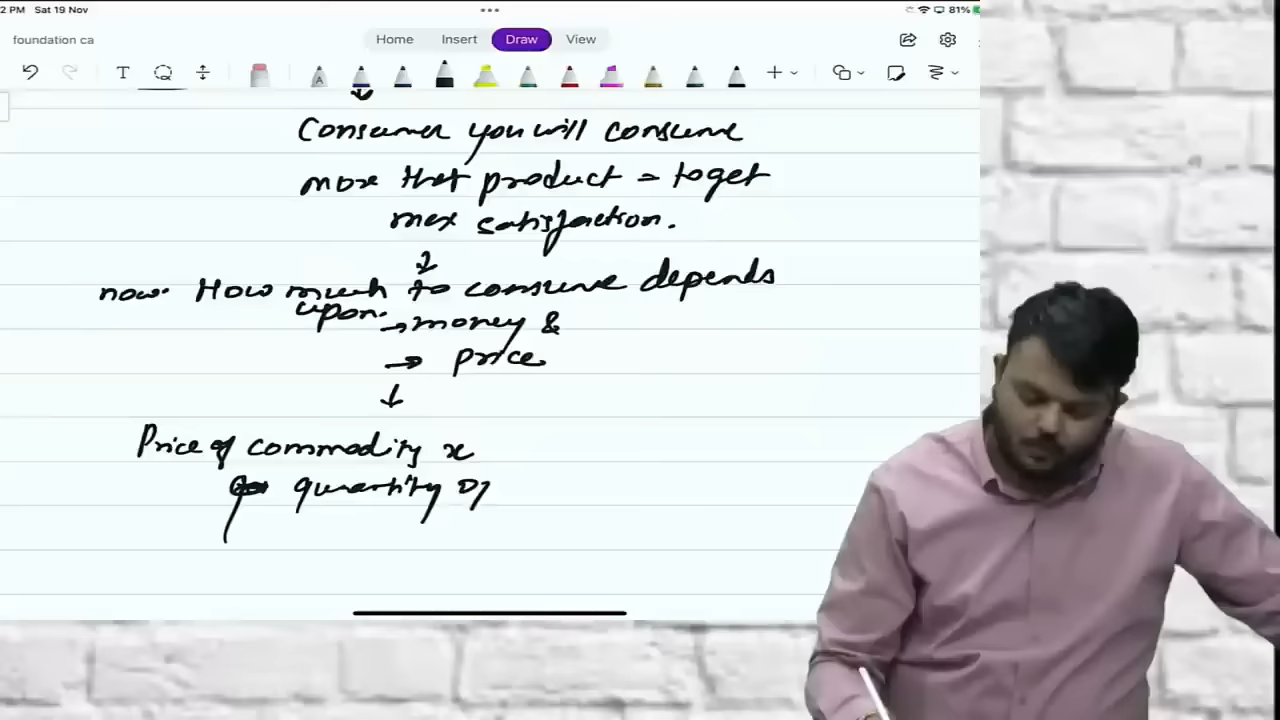 2 PM Sat 19 Nov
81%
foundation ca
Home Insert Draw View
T
A
Consumer you will consume
more that product = to get
max satisfaction.
now. How much to consume depends
upon.
→ money &
→ price
Price of commodity x
quantity of